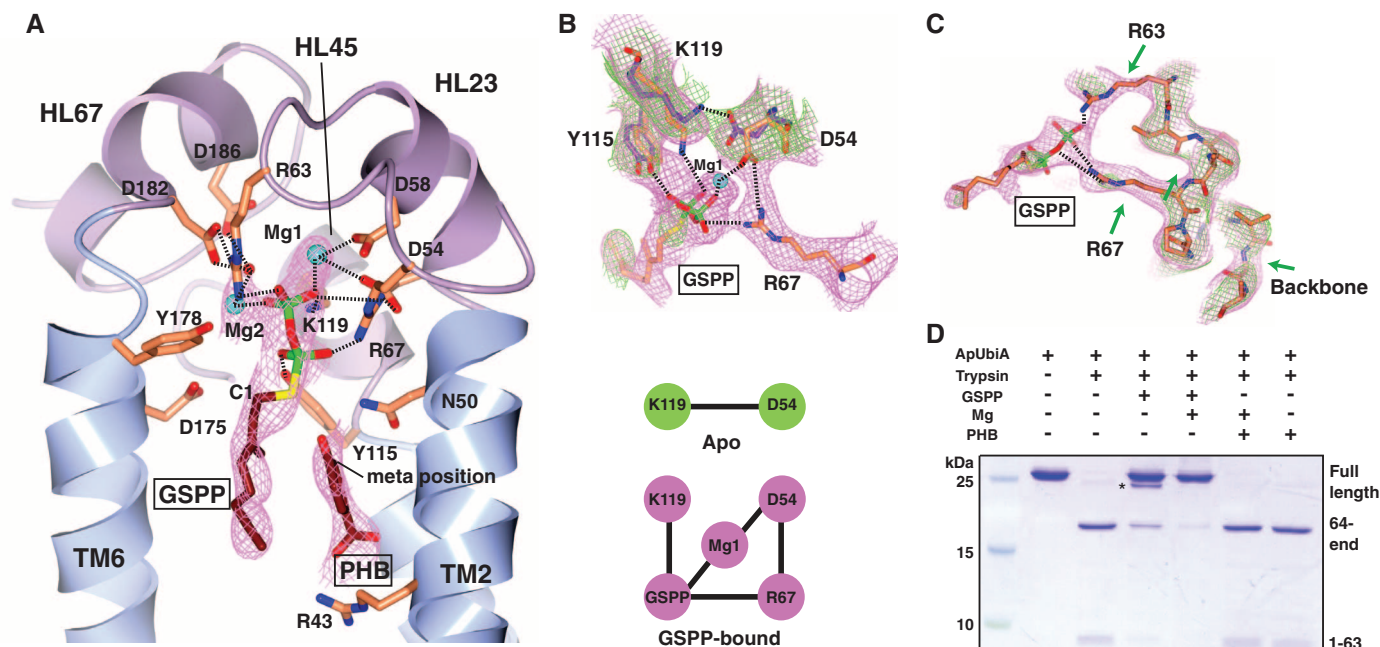 A
HL45
HL23
HL67
D186
R63
D182
D58
Mg1
D54
Y178
Mg2
K119
R67
C1
D175
N50
Y115
meta position
GSPP
TM6
PHB
TM2
R43
B
K119
Y115
D54
Mg1
GSPP
R67
K119 D54
Apo
K119 D54
Mg1
GSPP R67
GSPP-bound
C
R63
GSPP
R67
Backbone
D
ApUbiA + + + + + +
Trypsin - + + + + +
GSPP - - + + - -
Mg - - - + + -
PHB - - - - + +
kDa
25
15
10
*
Full length
64-end
1-63